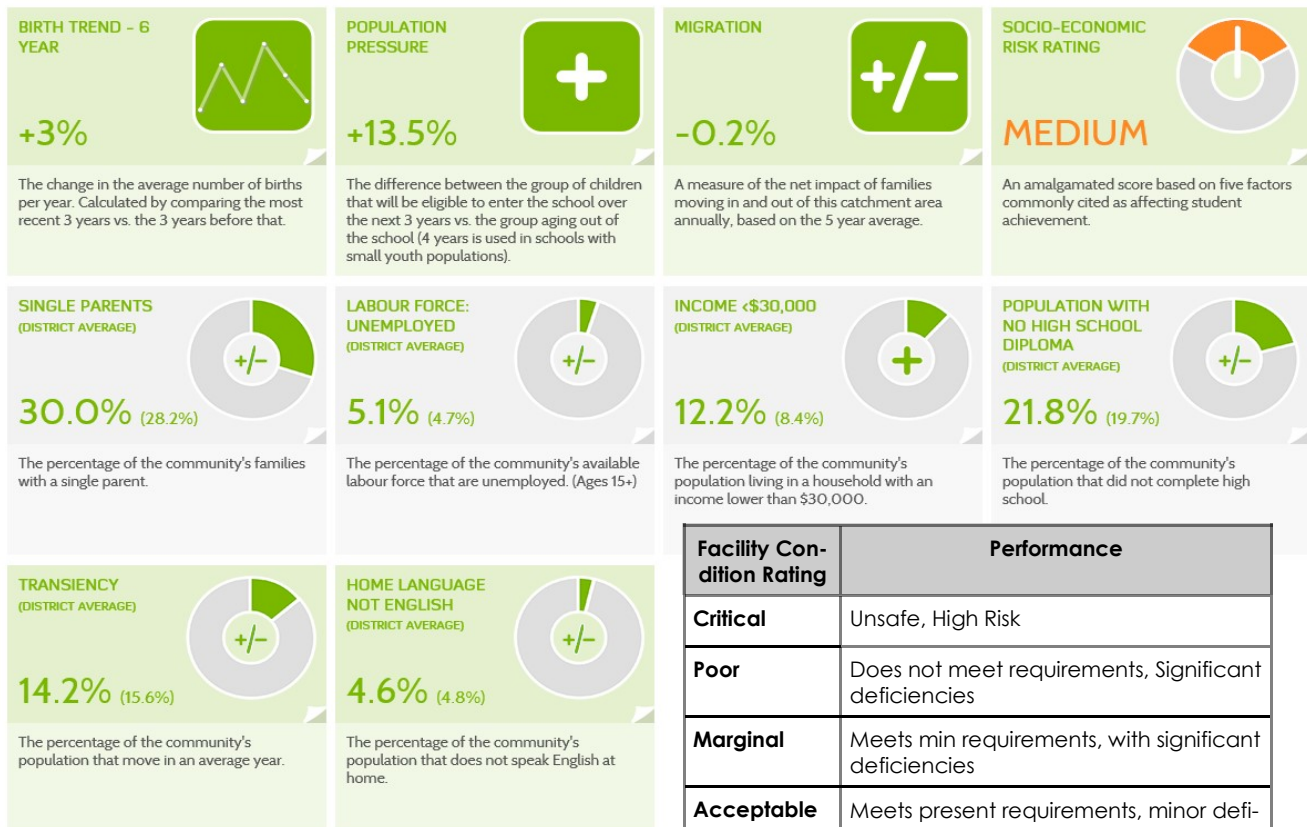 BIRTH TREND - 6
YEAR
+3%
The change in the average number of births
per year. Calculated by comparing the most
recent 3 years vs. the 3 years before that.
POPULATION
PRESSURE
+
+13.5%
The difference between the group of children
that will be eligible to enter the school over
the next 3 years vs. the group aging out of
the school (4 years is used in schools with
small youth populations).
MIGRATION
+/-
-0.2%
A measure of the net impact of families
moving in and out of this catchment area
annually, based on the 5 year average.
SOCIO-ECONOMIC
RISK RATING
MEDIUM
An amalgamated score based on five factors
commonly cited as affecting student
achievement.
SINGLE PARENTS
(DISTRICT AVERAGE)
+/-
30.0% (28.2%)
The percentage of the community's families
with a single parent.
LABOUR FORCE:
UNEMPLOYED
(DISTRICT AVERAGE)
+/-
5.1% (4.7%)
The percentage of the community's available
labour force that are unemployed. (Ages 15+)
INCOME <$30,000
(DISTRICT AVERAGE)
+
12.2% (8.4%)
The percentage of the community's
population living in a household with an
income lower than $30,000.
POPULATION WITH
NO HIGH SCHOOL
DIPLOMA
(DISTRICT AVERAGE)
+/-
21.8% (19.7%)
The percentage of the community's
population that did not complete high
school.
TRANSIENCY
(DISTRICT AVERAGE)
+/-
14.2% (15.6%)
The percentage of the community's
population that move in an average year.
HOME LANGUAGE
NOT ENGLISH
(DISTRICT AVERAGE)
+/-
4.6% (4.8%)
The percentage of the community's
population that does not speak English at
home.
Facility Con-
dition Rating
Performance
Critical
Unsafe, High Risk
Poor
Does not meet requirements, Significant
deficiencies
Marginal
Meets min requirements, with significant
deficiencies
Acceptable
Meets present requirements, minor defi-